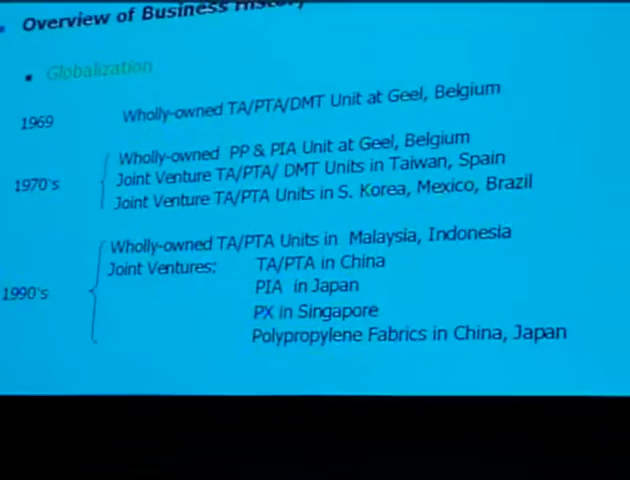 Overview of Business History
Globalization
1969 Wholly-owned TA/PTA/DMT Unit at Geel, Belgium
1970's Wholly-owned PP & PIA Unit at Geel, Belgium
Joint Venture TA/PTA/ DMT Units in Taiwan, Spain
Joint Venture TA/PTA Units in S. Korea, Mexico, Brazil
1990's Wholly-owned TA/PTA Units in Malaysia, Indonesia
Joint Ventures: TA/PTA in China
PIA in Japan
PX in Singapore
Polypropylene Fabrics in China, Japan